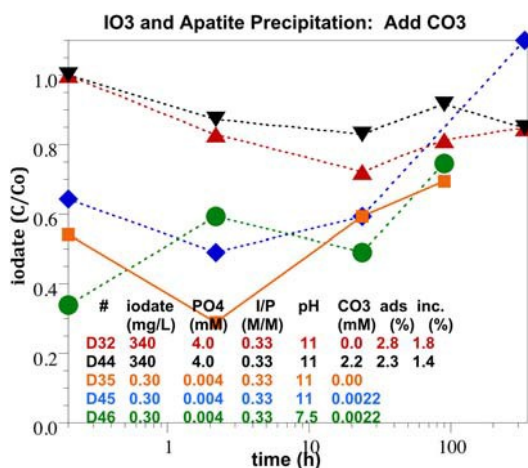 IO3 and Apatite Precipitation: Add CO3
1.0
0.8
0.6
0.4
0.2
0.0
iodate (C/Co)
# iodate PO4 I/P pH CO3 ads inc.
(mg/L) (mM) (M/M) (mM) (%) (%)
D32 340 4.0 0.33 11 0.0 2.8 1.8
D44 340 4.0 0.33 11 2.2 2.3 1.4
D35 0.30 0.004 0.33 11 0.00
D45 0.30 0.004 0.33 11 0.0022
D46 0.30 0.004 0.33 7.5 0.0022
1 10 100
time (h)